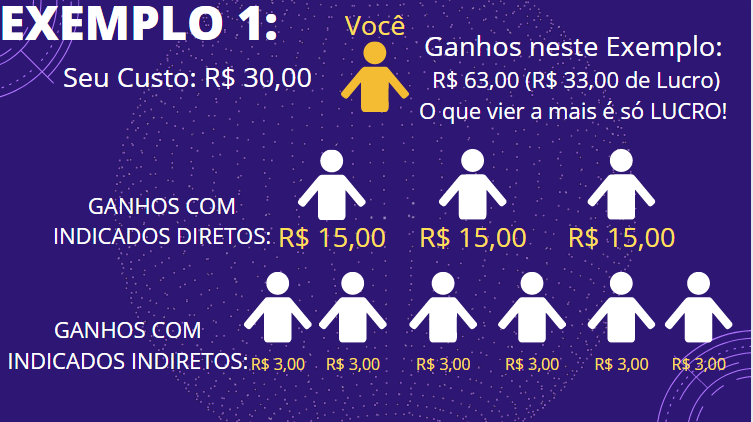 EXEMPLO 1:
Você
Seu Custo: R$ 30,00
Ganhos neste Exemplo:
R$ 63,00 (R$ 33,00 de Lucro)
O que vier a mais é só LUCRO!
GANHOS COM
INDICADOS DIRETOS: R$ 15,00 R$ 15,00 R$ 15,00
GANHOS COM
INDICADOS INDIRETOS: R$ 3,00 R$ 3,00 R$ 3,00 R$ 3,00 R$ 3,00 R$ 3,00